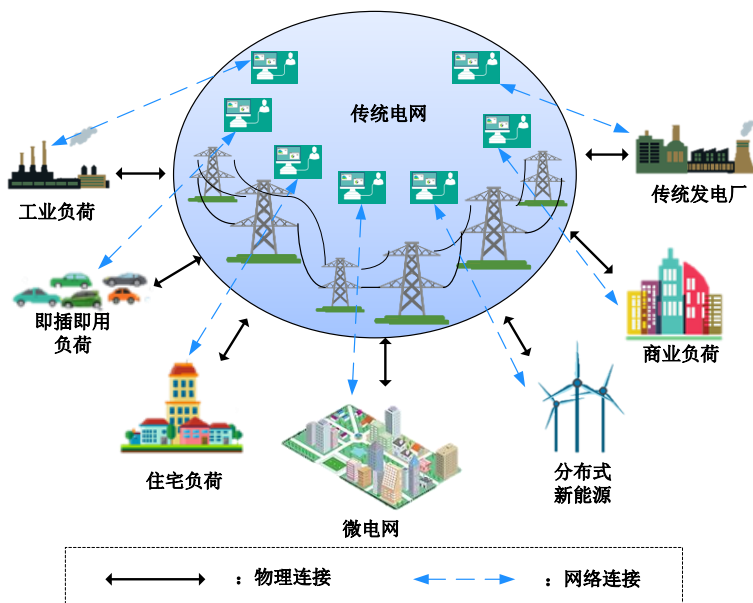 传统电网
工业负荷
传统发电厂
即插即用
负荷
商业负荷
住宅负荷
分布式
新能源
微电网
：物理连接
：网络连接